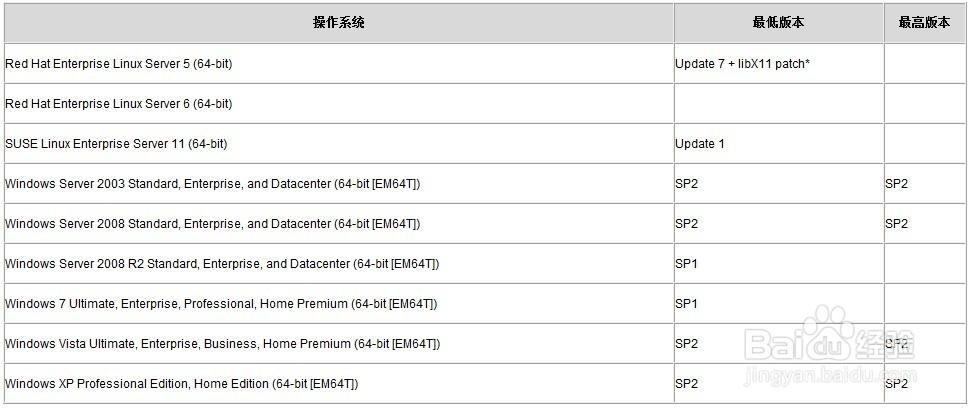 操作系统 最低版本 最高版本
Red Hat Enterprise Linux Server 5 (64-bit) Update 7 + libX11 patch*
Red Hat Enterprise Linux Server 6 (64-bit)
SUSE Linux Enterprise Server 11 (64-bit) Update 1
Windows Server 2003 Standard, Enterprise, and Datacenter (64-bit [EM64T]) SP2 SP2
Windows Server 2008 Standard, Enterprise, and Datacenter (64-bit [EM64T]) SP2 SP2
Windows Server 2008 R2 Standard, Enterprise, and Datacenter (64-bit [EM64T]) SP1
Windows 7 Ultimate, Enterprise, Professional, Home Premium (64-bit [EM64T]) SP1
Windows Vista Ultimate, Enterprise, Business, Home Premium (64-bit [EM64T]) SP2 SP2
Windows XP Professional Edition, Home Edition (64-bit [EM64T]) SP2 SP2
Baidu 经验
jingyan.baidu.com